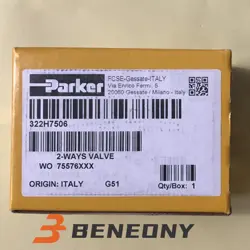 Parker
FCSE-Gessate-ITALY
Via Enrico Fermi, 5
20060 Gessate / Milano - Italy
322H7506
2-WAYS VALVE
WO 75576XXX
ORIGIN: ITALY G51 Qty/Box: 1
BENEONY